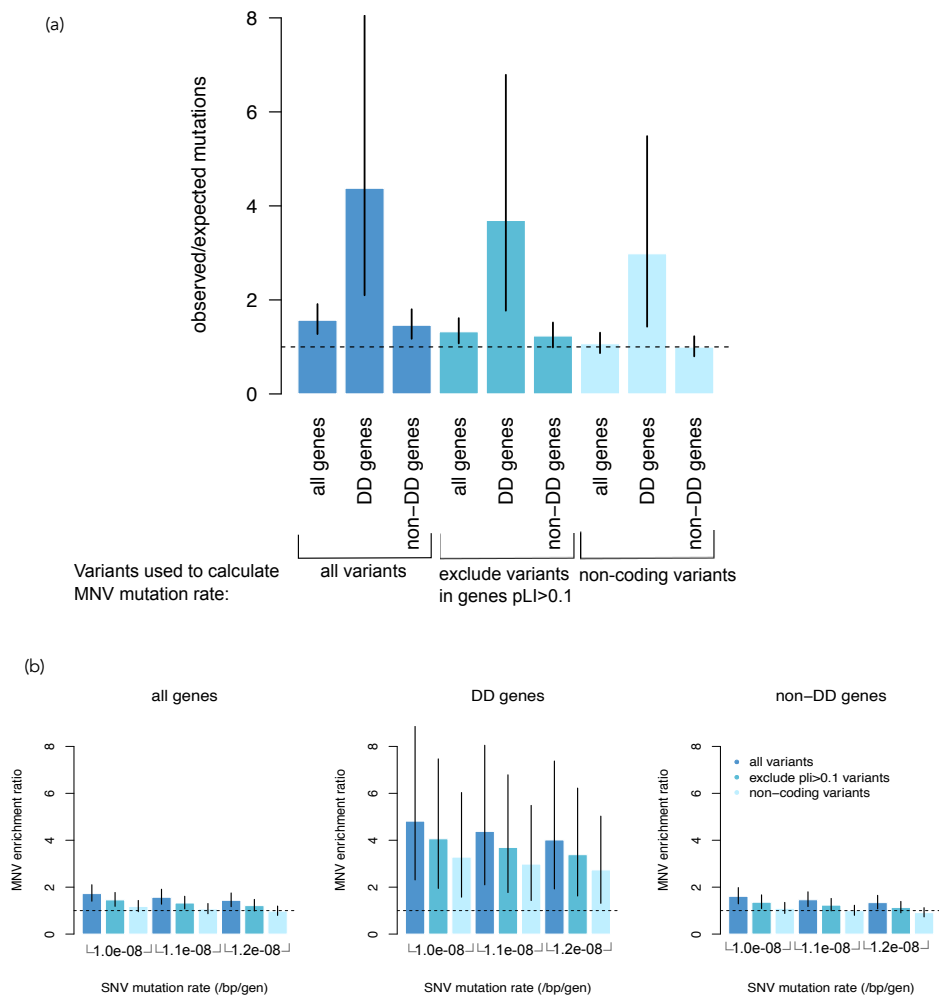 (a)
observed/expected mutations
8
6
4
2
0
all genes
DD genes
non−DD genes
all genes
DD genes
non−DD genes
all genes
DD genes
non−DD genes
Variants used to calculate
MNV mutation rate:
all variants
exclude variants
in genes pLI>0.1
non-coding variants
(b)
all genes
MNV enrichment ratio
8
6
4
2
0
1.0e-08
1.1e-08
1.2e-08
SNV mutation rate (/bp/gen)
DD genes
MNV enrichment ratio
8
6
4
2
0
1.0e-08
1.1e-08
1.2e-08
SNV mutation rate (/bp/gen)
non−DD genes
MNV enrichment ratio
8
6
4
2
0
all variants
exclude pli>0.1 variants
non−coding variants
1.0e-08
1.1e-08
1.2e-08
SNV mutation rate (/bp/gen)